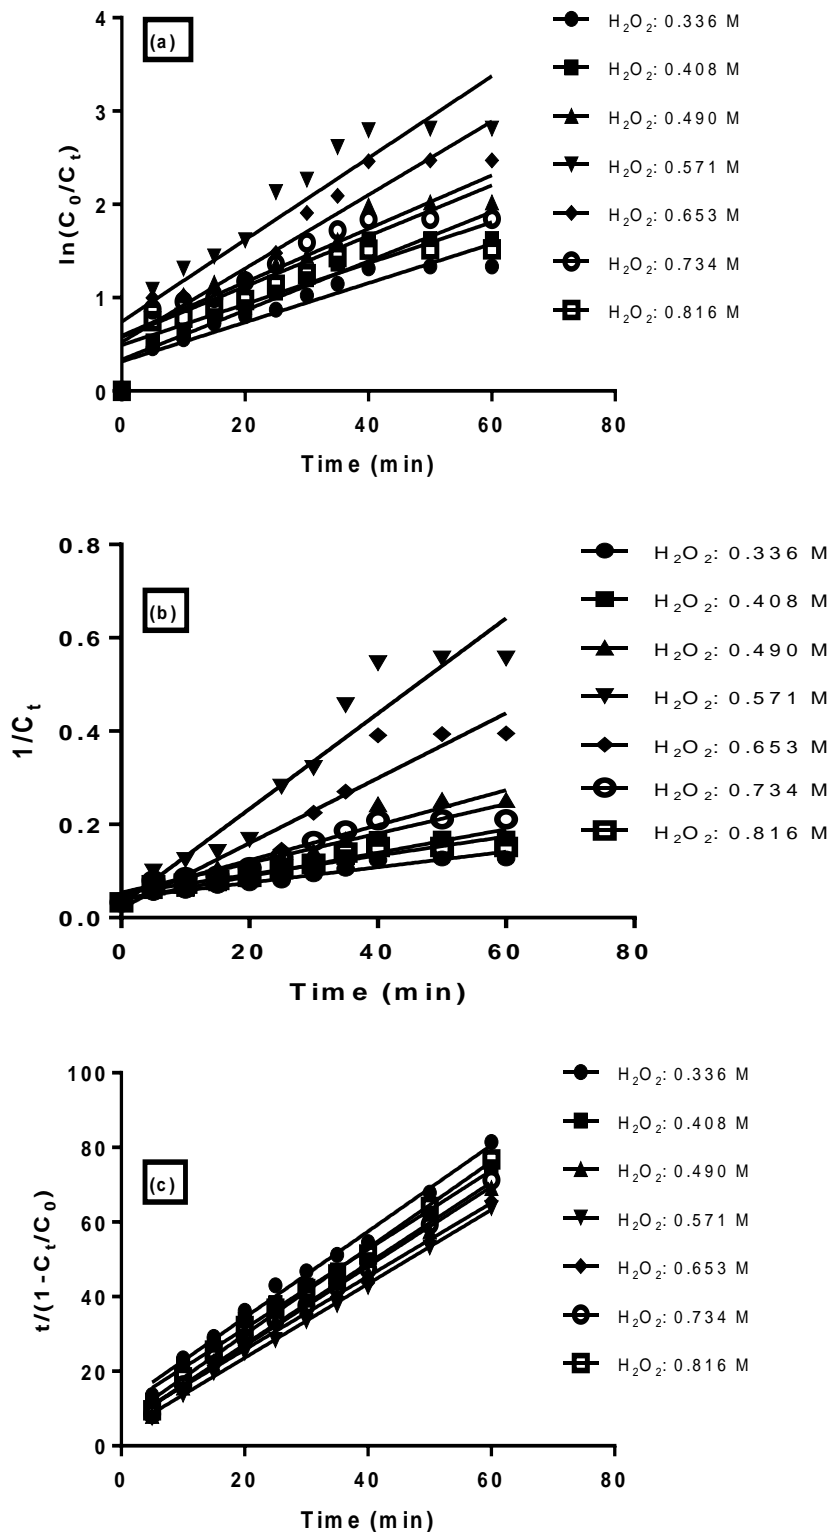 (a)
4
3
2
1
0
0 20 40 60 80
ln(C₀/Cₜ)
Time (min)
H₂O₂: 0.336 M
H₂O₂: 0.408 M
H₂O₂: 0.490 M
H₂O₂: 0.571 M
H₂O₂: 0.653 M
H₂O₂: 0.734 M
H₂O₂: 0.816 M
(b)
0.8
0.6
0.4
0.2
0.0
0 20 40 60 80
1/Cₜ
Time (min)
H₂O₂: 0.336 M
H₂O₂: 0.408 M
H₂O₂: 0.490 M
H₂O₂: 0.571 M
H₂O₂: 0.653 M
H₂O₂: 0.734 M
H₂O₂: 0.816 M
(c)
100
80
60
40
20
0
0 20 40 60 80
t/(1-Cₜ/C₀)
Time (min)
H₂O₂: 0.336 M
H₂O₂: 0.408 M
H₂O₂: 0.490 M
H₂O₂: 0.571 M
H₂O₂: 0.653 M
H₂O₂: 0.734 M
H₂O₂: 0.816 M